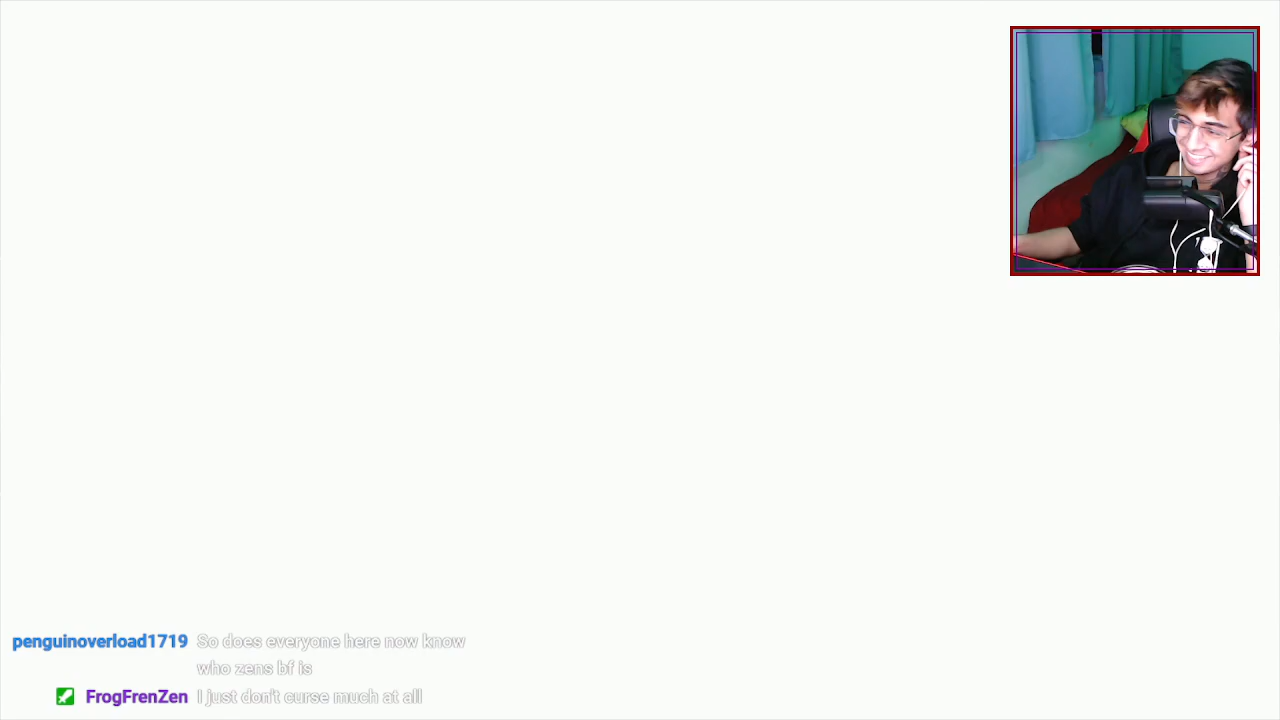 penguinoverload1719 So does everyone here now know
who zens bf is
FrogFrenZen I just don't curse much at all